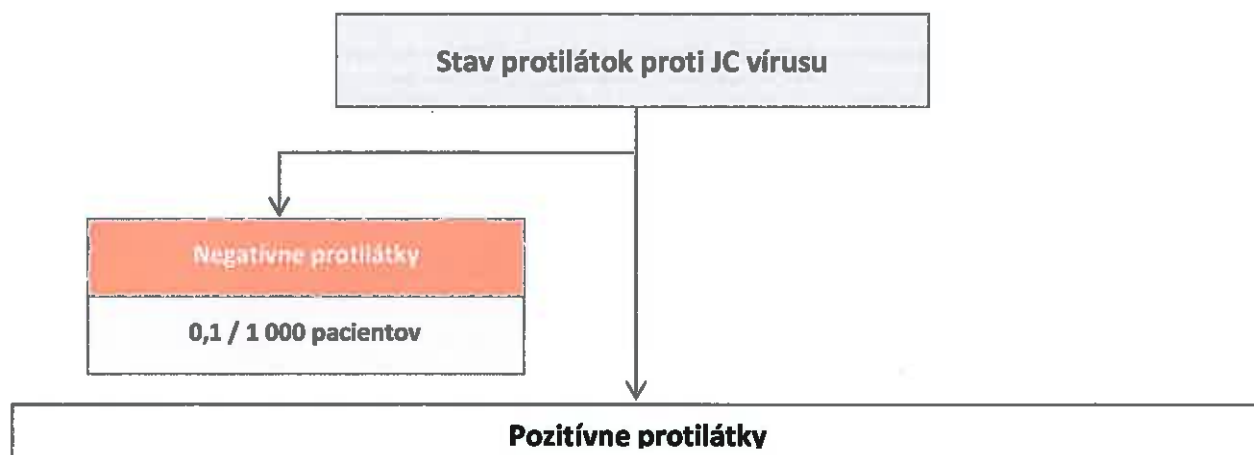 Stav protilátok proti JC vírusu
Negatívne protilátky
0,1 / 1 000 pacientov
Pozitívne protilátky